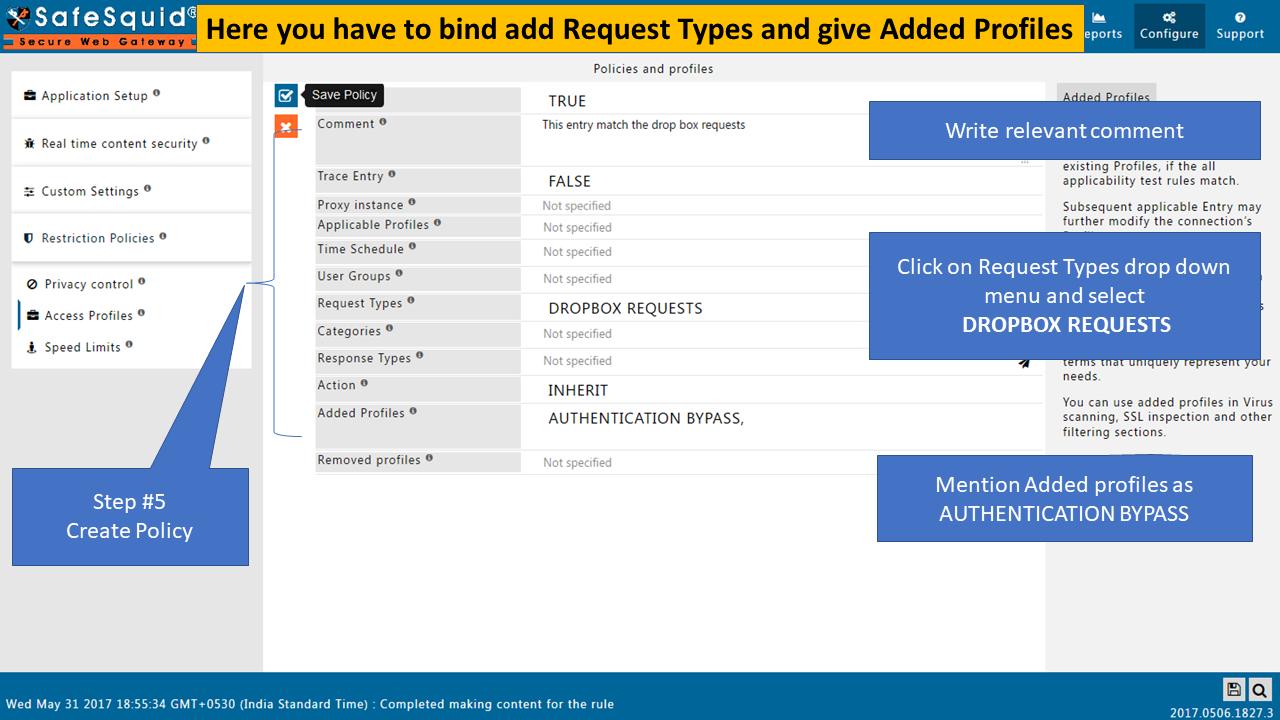 SafeSquid®
Secure Web Gateway
Here you have to bind add Request Types and give Added Profiles
eports
Configure
Support
Application Setup
Real time content security
Custom Settings
Restriction Policies
Privacy control
Access Profiles
Speed Limits
Step #5
Create Policy
Policies and profiles
Save Policy
TRUE
Comment
This entry match the drop box requests
Trace Entry
FALSE
Proxy instance
Not specified
Applicable Profiles
Not specified
Time Schedule
Not specified
User Groups
Not specified
Request Types
DROPBOX REQUESTS
Categories
Not specified
Response Types
Not specified
Action
INHERIT
Added Profiles
AUTHENTICATION BYPASS,
Removed profiles
Not specified
Added Profiles
Write relevant comment
existing Profiles, if the all
applicability test rules match.
Subsequent applicable Entry may
further modify the connection's
Click on Request Types drop down
menu and select
DROPBOX REQUESTS
terms that uniquely represent your
needs.
You can use added profiles in Virus
scanning, SSL inspection and other
filtering sections.
Mention Added profiles as
AUTHENTICATION BYPASS
Wed May 31 2017 18:55:34 GMT+0530 (India Standard Time) : Completed making content for the rule
2017.0506.1827.3